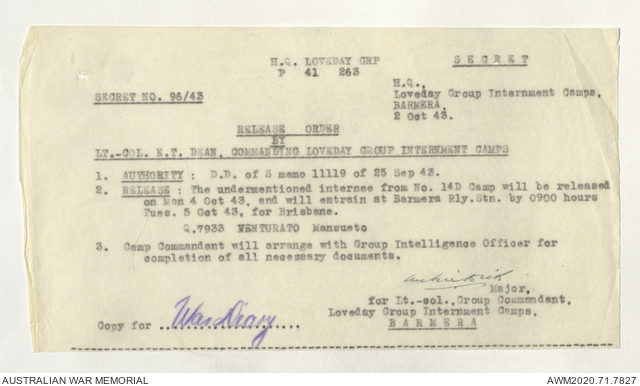 H.Q. LOVEDAY GRP
P 41 263
SECRET
SECRET NO. 96/43
H.Q.,
Loveday Group Internment Camps,
BARMERA,
2 Oct 43.
RELEASE ORDER
BY
LT.-COL. E.T. DEAN, COMMANDING LOVEDAY GROUP INTERNMENT CAMPS
1. AUTHORITY : D.D. of S memo 11119 of 25 Sep 43.
2. RELEASE : The undermentioned internee from No. 14D Camp will be released
on Mon 4 Oct 43, and will entrain at Barmera Rly.Stn. by 0900 hours
Tues. 5 Oct 43, for Brisbane.
Q.7933 VENTURATO Mansueto
3. Camp Commandant will arrange with Group Intelligence Officer for
completion of all necessary documents.
Major,
for Lt.-col., Group Commandant,
Loveday Group Internment Camps,
BARMERA
Copy for ..War Diary....
AUSTRALIAN WAR MEMORIAL
AWM2020.71.7827